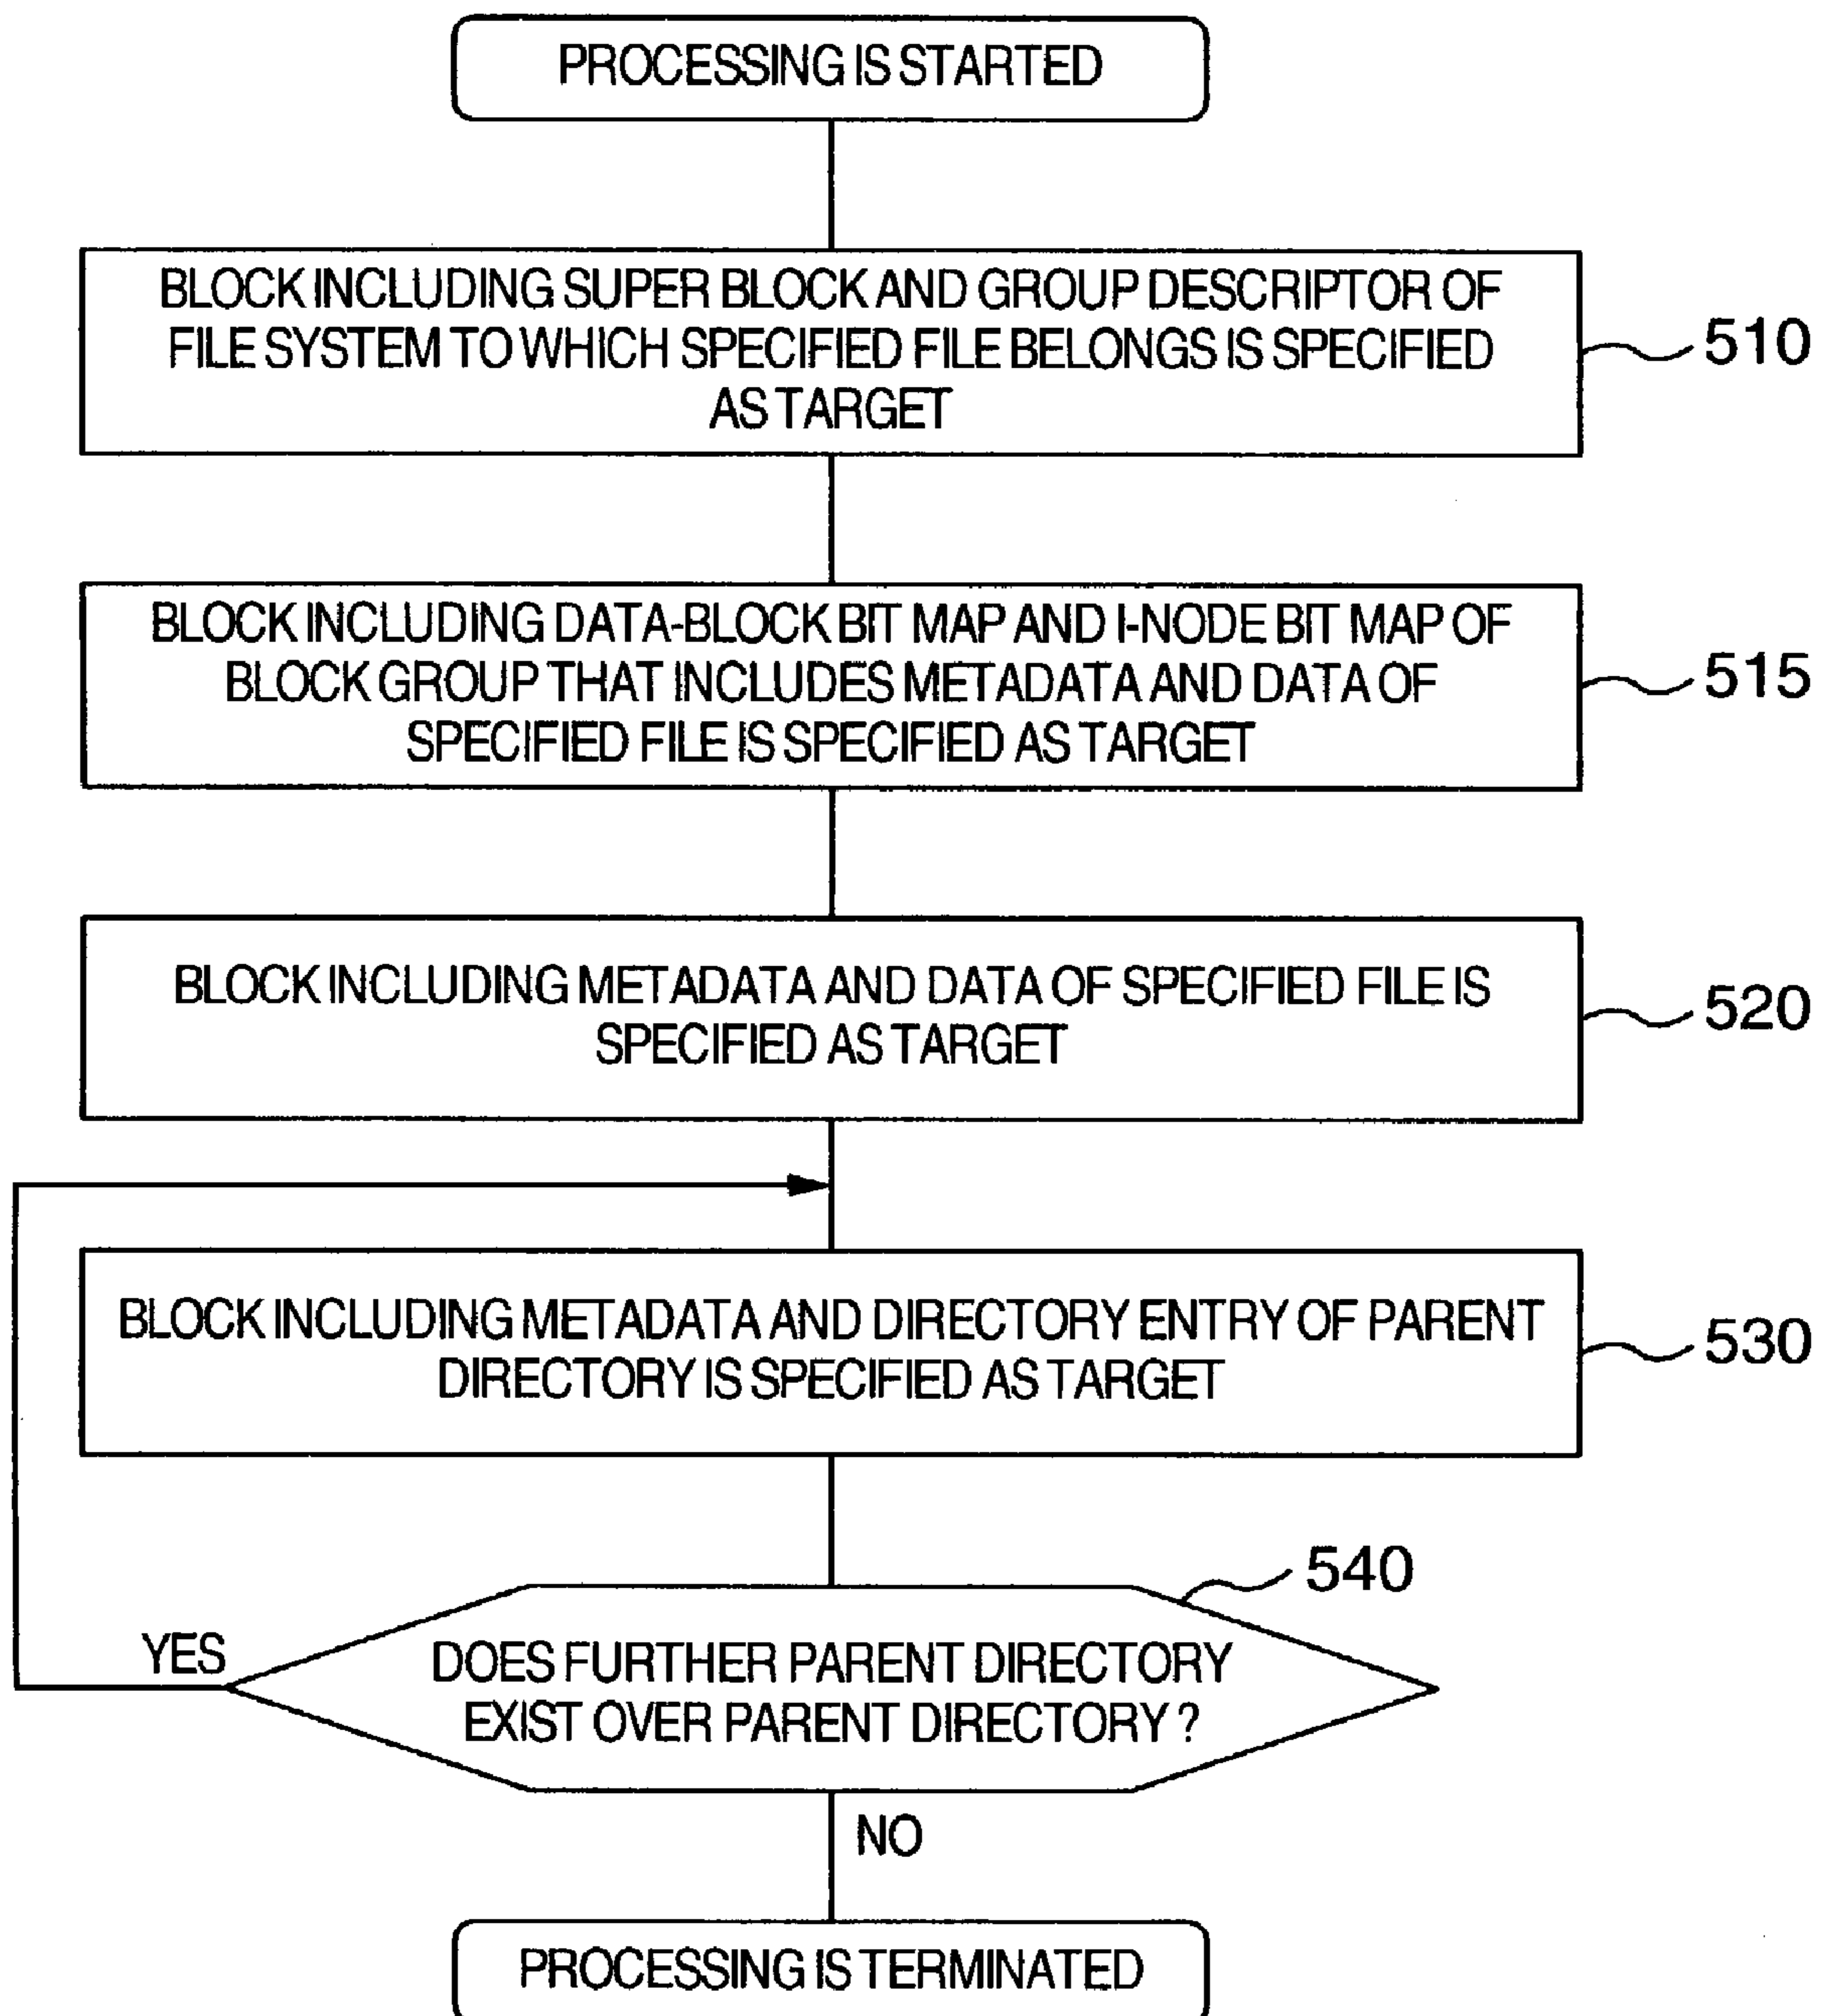 PROCESSING IS STARTED
BLOCK INCLUDING SUPER BLOCK AND GROUP DESCRIPTOR OF
FILE SYSTEM TO WHICH SPECIFIED FILE BELONGS IS SPECIFIED
AS TARGET
510
BLOCK INCLUDING DATA-BLOCK BIT MAP AND I-NODE BIT MAP OF
BLOCK GROUP THAT INCLUDES METADATA AND DATA OF
SPECIFIED FILE IS SPECIFIED AS TARGET
515
BLOCK INCLUDING METADATA AND DATA OF SPECIFIED FILE IS
SPECIFIED AS TARGET
520
BLOCK INCLUDING METADATA AND DIRECTORY ENTRY OF PARENT
DIRECTORY IS SPECIFIED AS TARGET
530
540
YES
DOES FURTHER PARENT DIRECTORY
EXIST OVER PARENT DIRECTORY ?
NO
PROCESSING IS TERMINATED